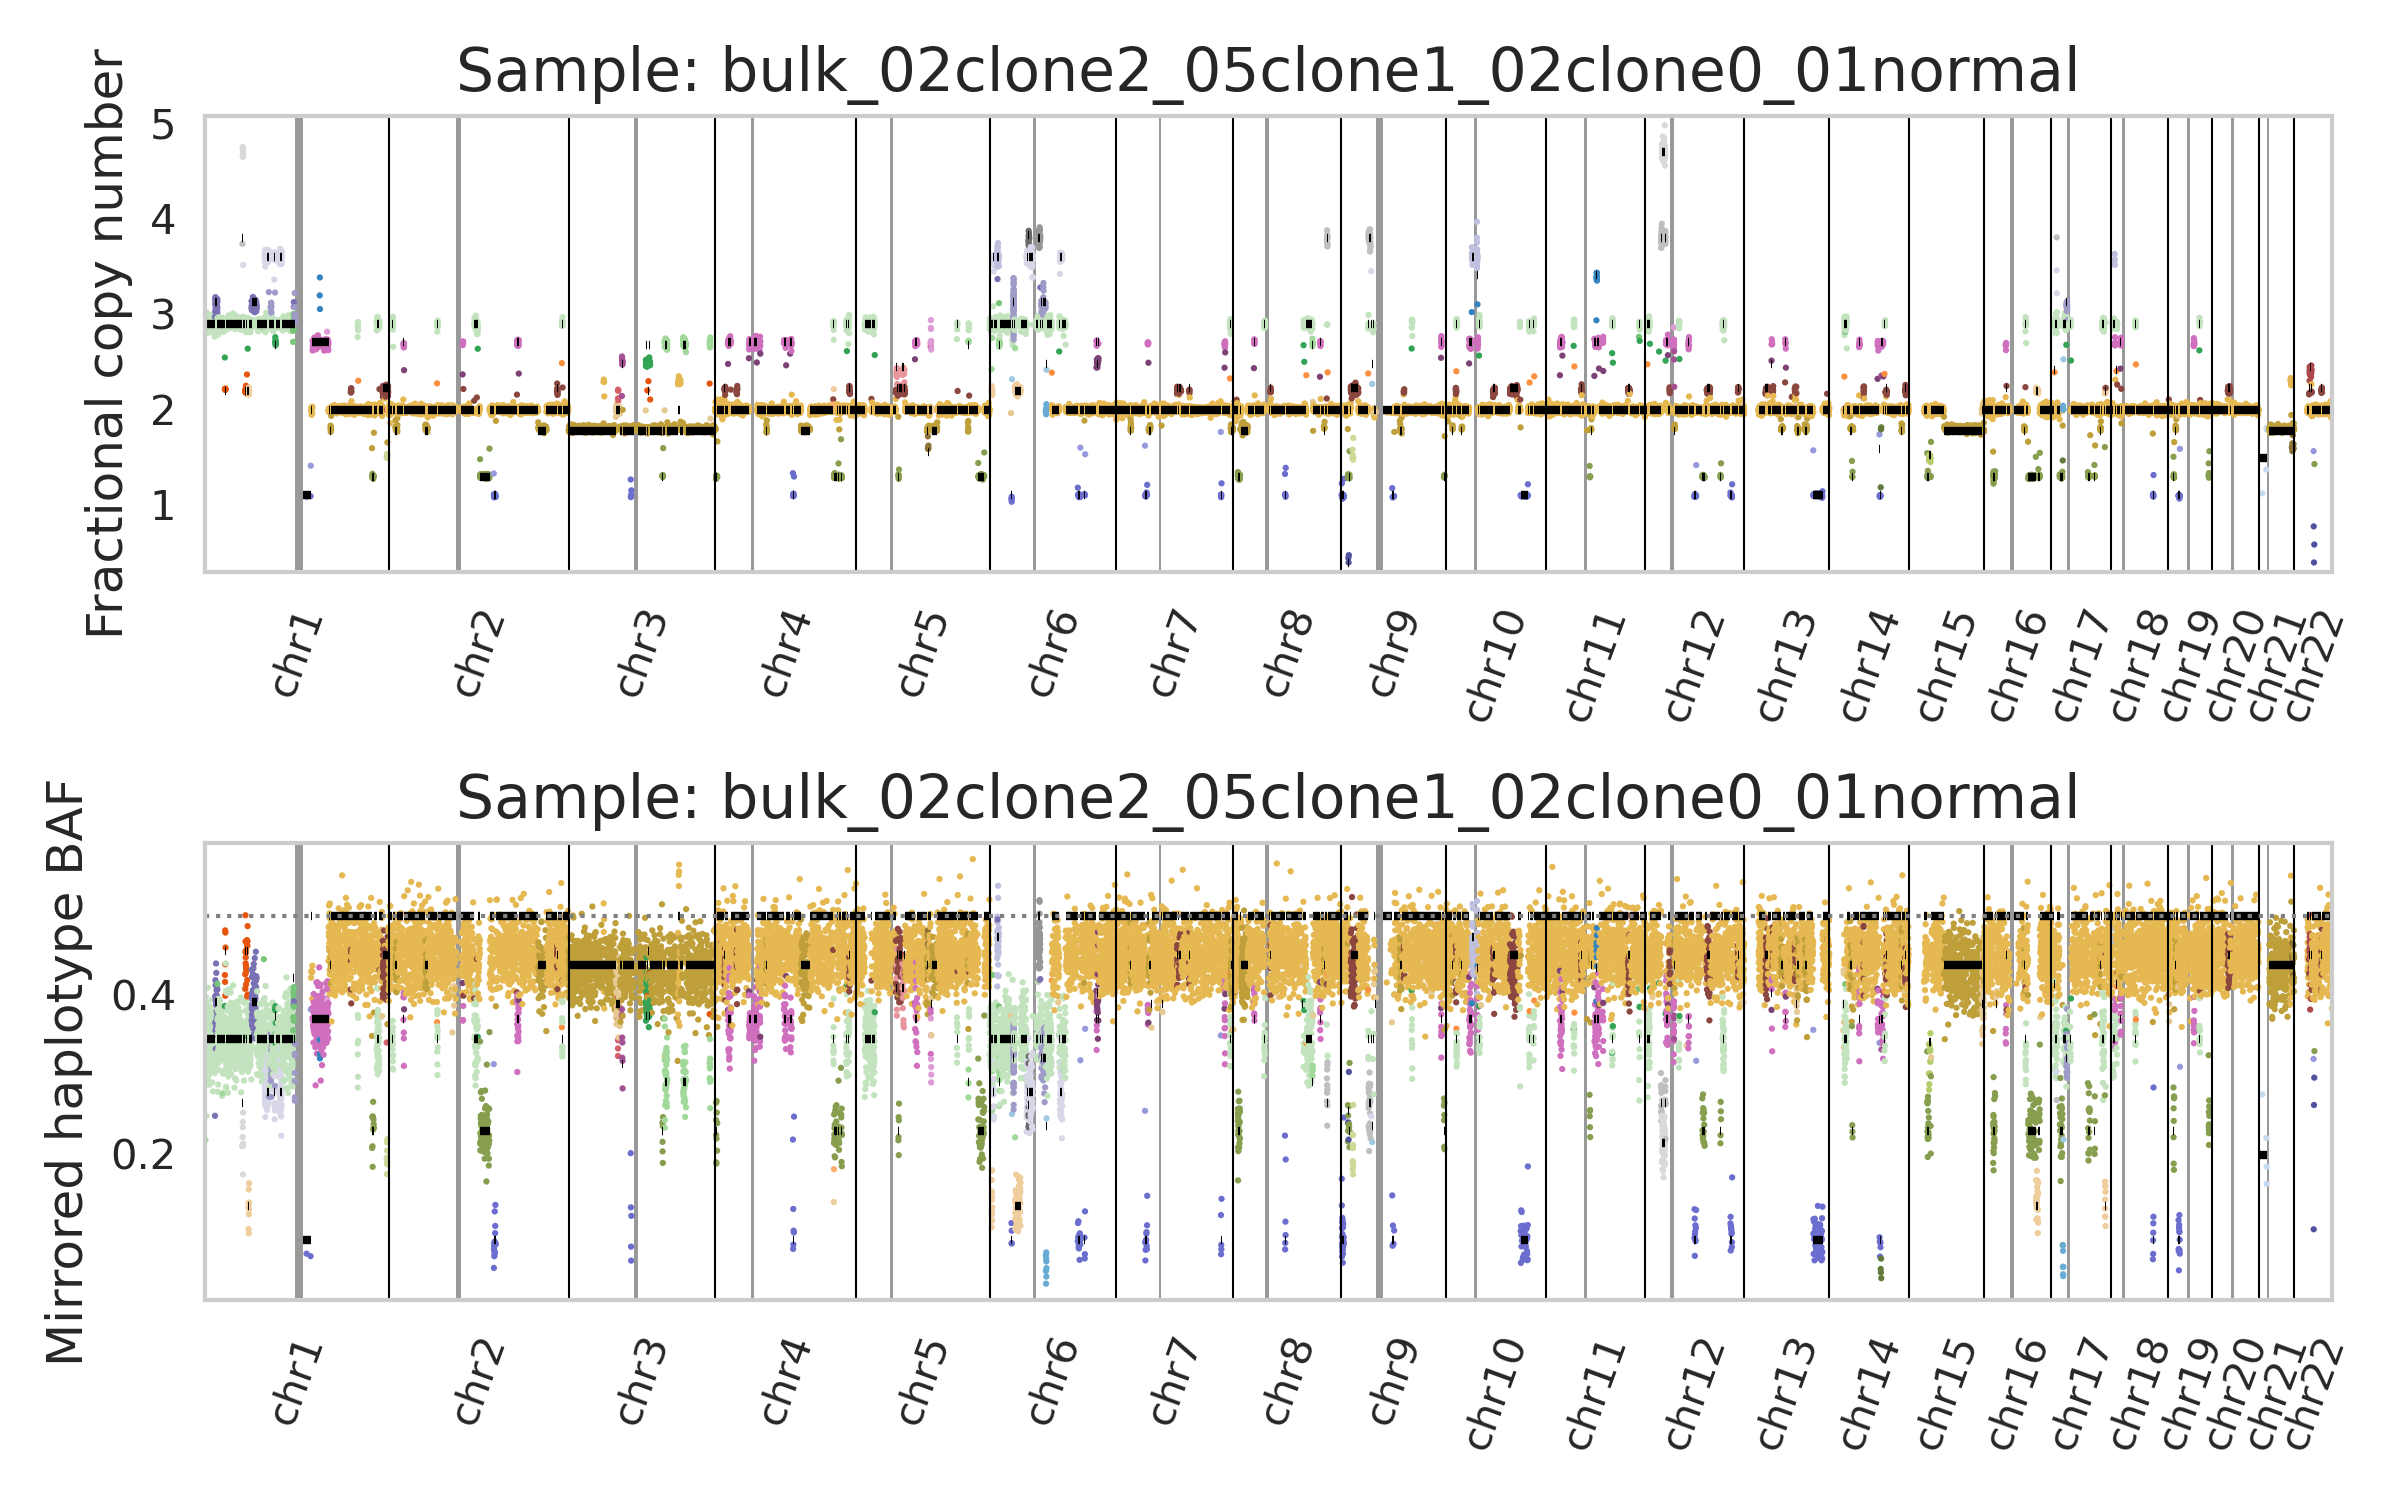 Sample: bulk_02clone2_05clone1_02clone0_01normal
Fractional copy number
5
4
3
2
1
chr1 chr2 chr3 chr4 chr5 chr6 chr7 chr8 chr9 chr10 chr11 chr12 chr13 chr14 chr15 chr16 chr17 chr18 chr19 chr20 chr21 chr22
Sample: bulk_02clone2_05clone1_02clone0_01normal
Mirrored haplotype BAF
0.4
0.2
chr1 chr2 chr3 chr4 chr5 chr6 chr7 chr8 chr9 chr10 chr11 chr12 chr13 chr14 chr15 chr16 chr17 chr18 chr19 chr20 chr21 chr22